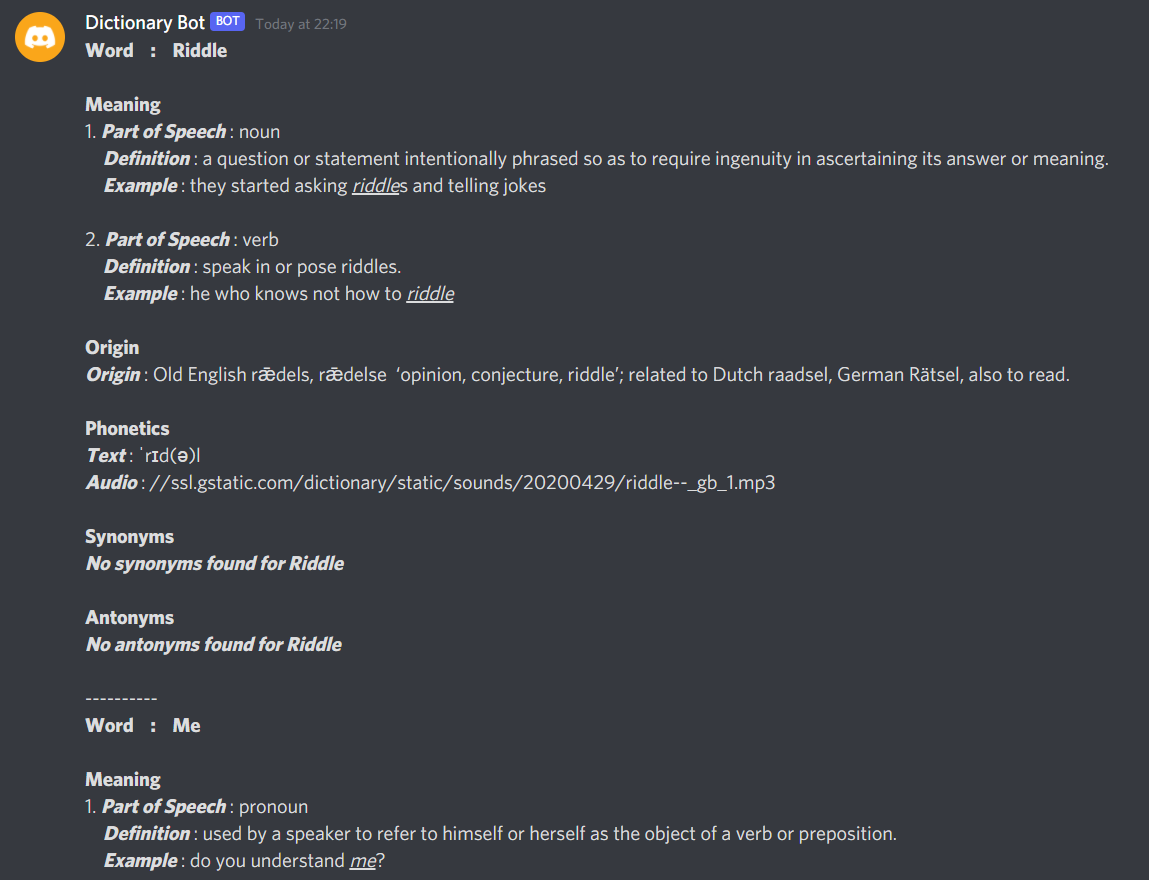 Dictionary Bot BOT Today at 22:19
Word : Riddle
Meaning
1. Part of Speech : noun
Definition : a question or statement intentionally phrased so as to require ingenuity in ascertaining its answer or meaning.
Example : they started asking riddles and telling jokes
2. Part of Speech : verb
Definition : speak in or pose riddles.
Example : he who knows not how to riddle
Origin
Origin : Old English rǣdels, rǣdelse ‘opinion, conjecture, riddle’; related to Dutch raadsel, German Rätsel, also to read.
Phonetics
Text : ˈrɪd(ə)l
Audio : //ssl.gstatic.com/dictionary/static/sounds/20200429/riddle--_gb_1.mp3
Synonyms
No synonyms found for Riddle
Antonyms
No antonyms found for Riddle
----------
Word : Me
Meaning
1. Part of Speech : pronoun
Definition : used by a speaker to refer to himself or herself as the object of a verb or preposition.
Example : do you understand me?